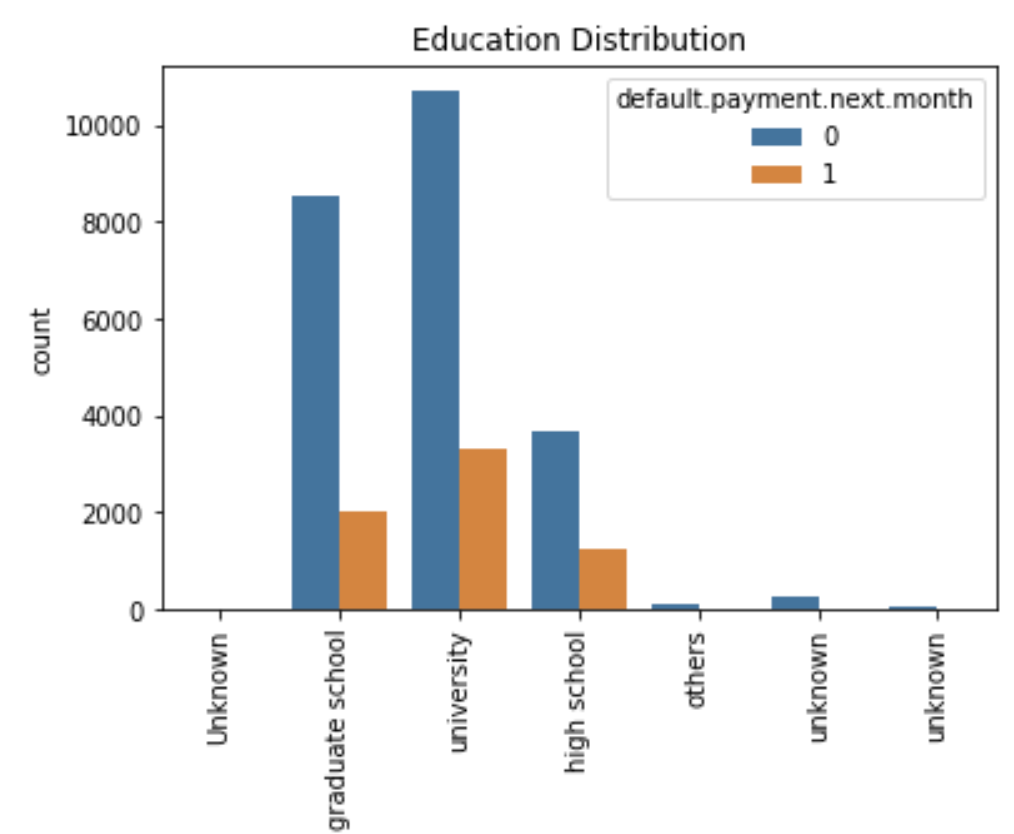 Education Distribution
default.payment.next.month
0
1
10000
8000
6000
4000
2000
0
count
Unknown
graduate school
university
high school
others
unknown
unknown